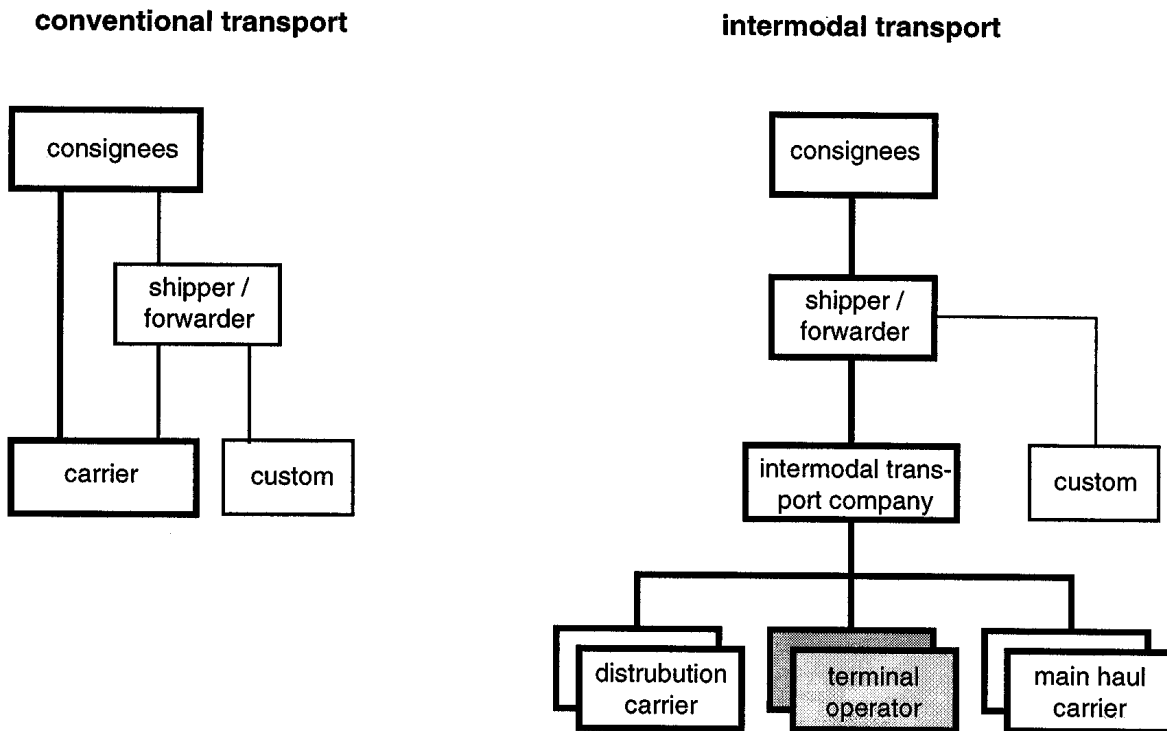 conventional transport
consignees
shipper /
forwarder
carrier
custom
intermodal transport
consignees
shipper /
forwarder
intermodal trans-
port company
custom
distrubution
carrier
terminal
operator
main haul
carrier